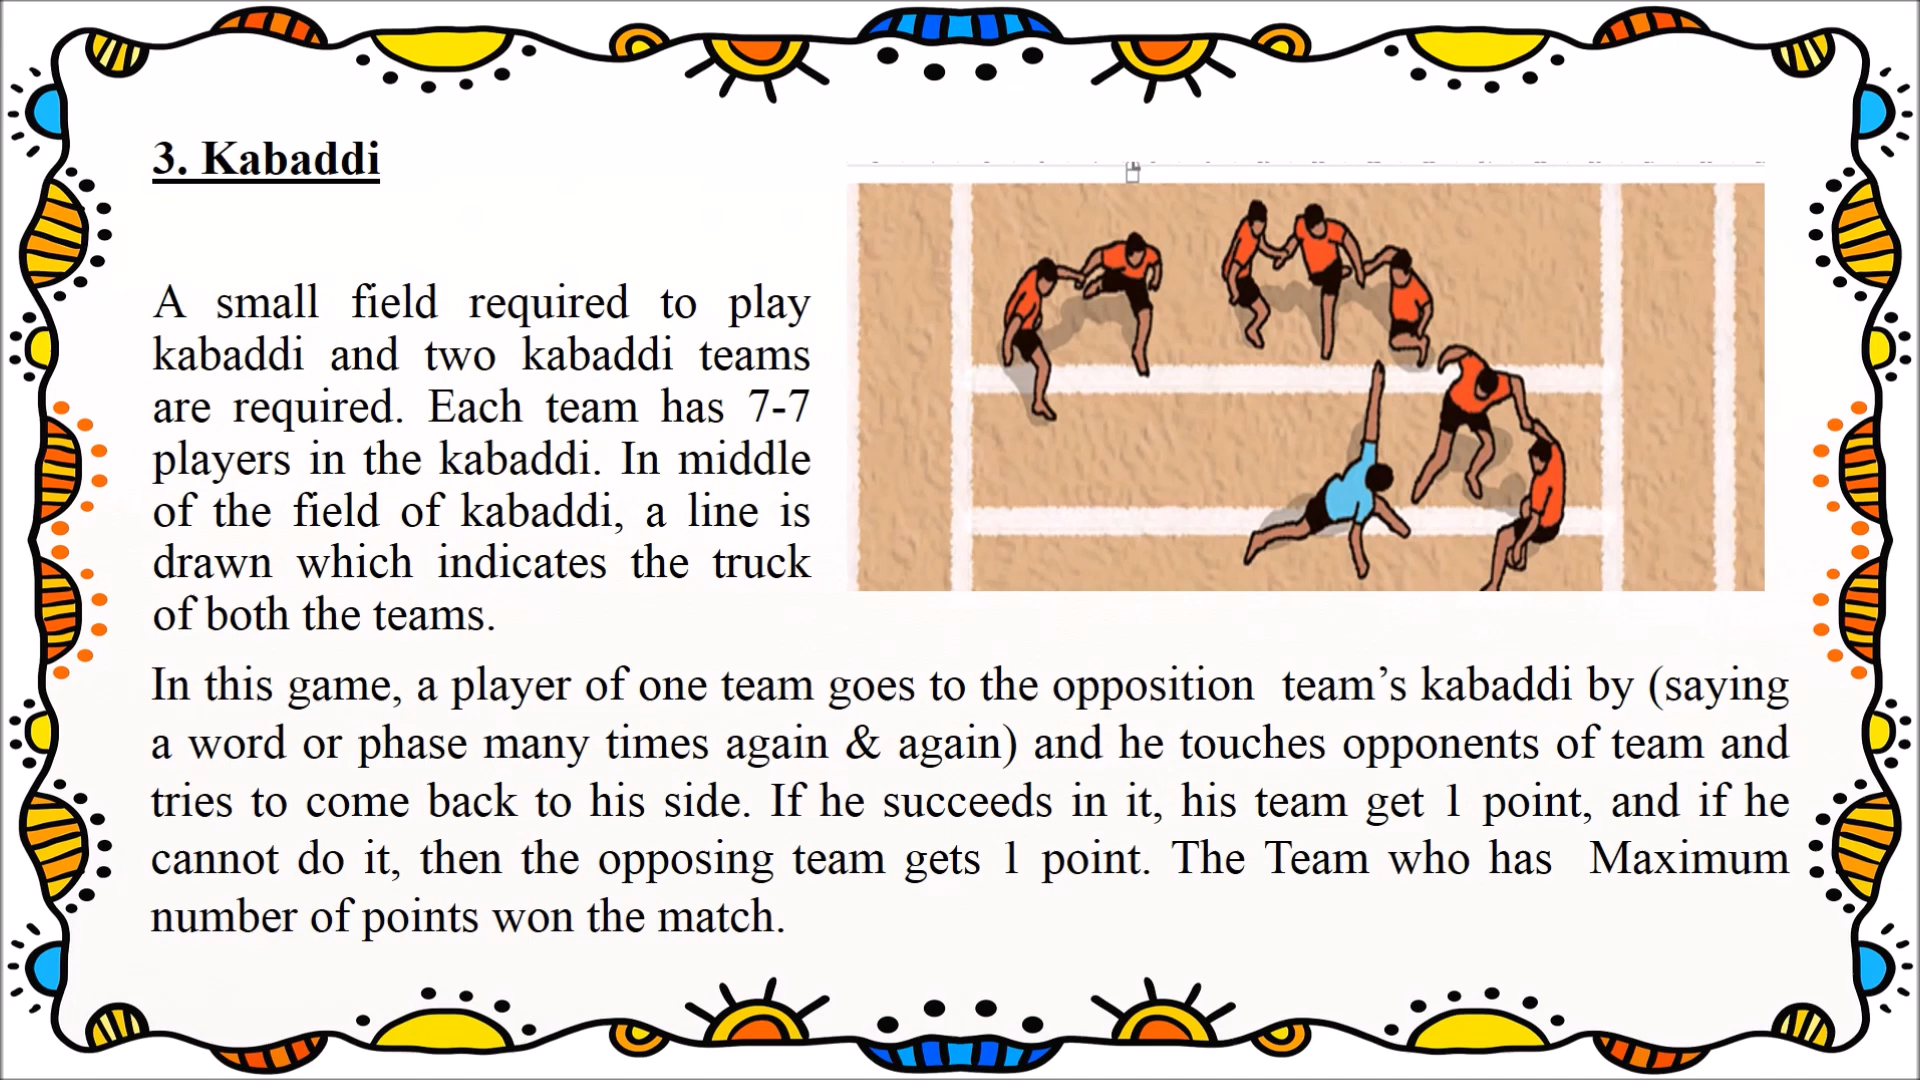 3. Kabaddi
A small field required to play
kabaddi and two kabaddi teams
are required. Each team has 7-7
players in the kabaddi. In middle
of the field of kabaddi, a line is
drawn which indicates the truck
of both the teams.
In this game, a player of one team goes to the opposition team’s kabaddi by (saying
a word or phase many times again & again) and he touches opponents of team and
tries to come back to his side. If he succeeds in it, his team get 1 point, and if he
cannot do it, then the opposing team gets 1 point. The Team who has Maximum
number of points won the match.